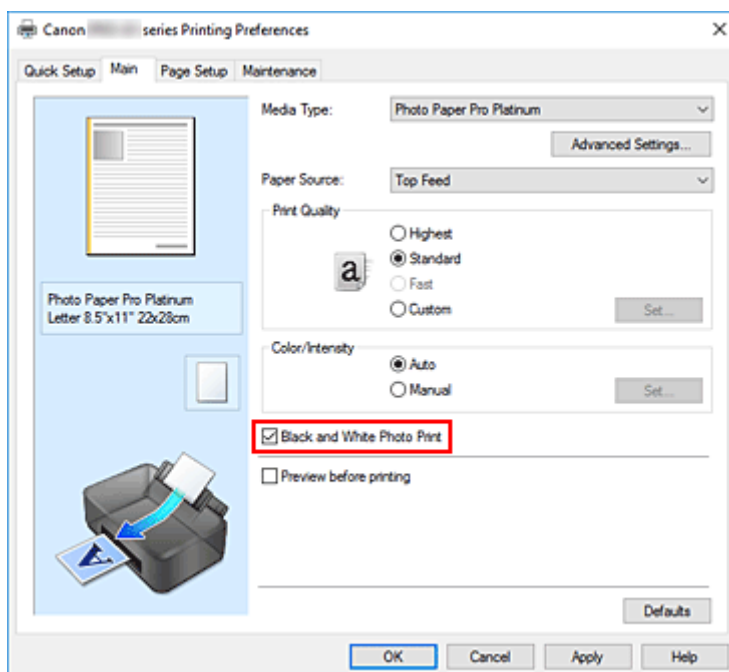 Canon series Printing Preferences
Quick Setup Main Page Setup Maintenance
Media Type: Photo Paper Pro Platinum
Advanced Settings...
Paper Source: Top Feed
Print Quality
Highest
a
Standard
Fast
Custom Set...
Photo Paper Pro Platinum
Letter 8.5"x11" 22x28cm
Color/Intensity
Auto
Manual Set...
Black and White Photo Print
Preview before printing
A
Defaults
OK Cancel Apply Help